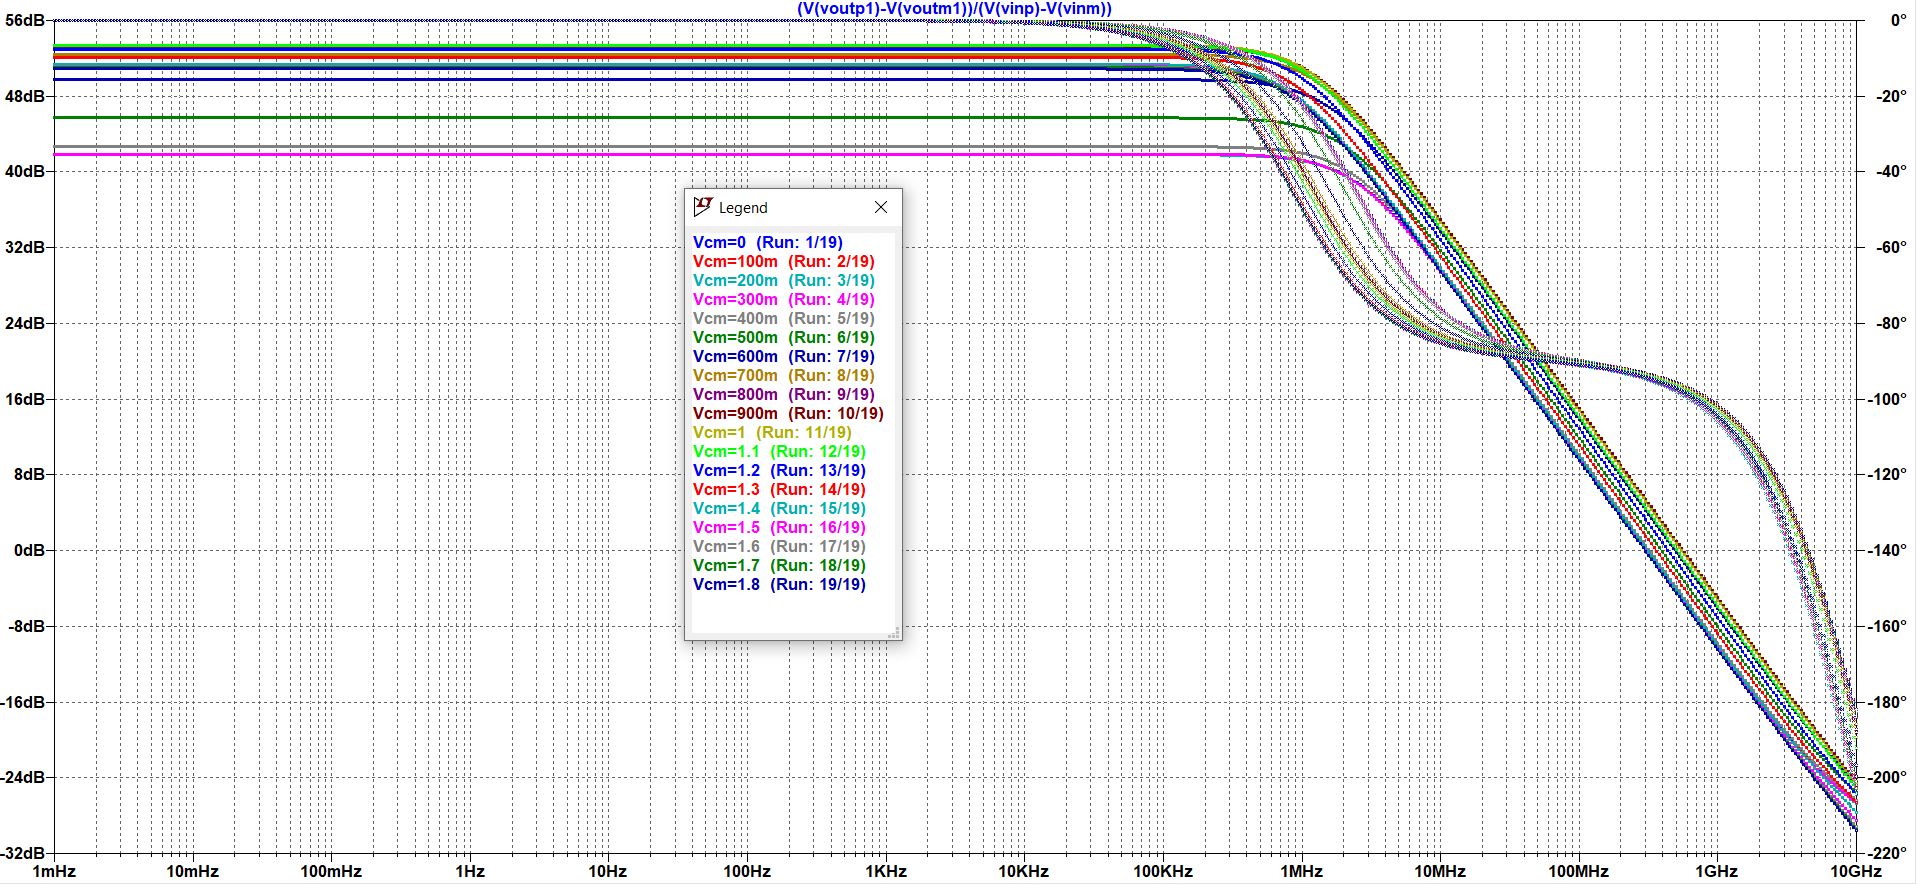 (V(voutp1)-V(voutm1))/(V(vinp)-V(vinm))
56dB
48dB
40dB
32dB
24dB
16dB
8dB
0dB
-8dB
-16dB
-24dB
-32dB
0°
-20°
-40°
-60°
-80°
-100°
-120°
-140°
-160°
-180°
-200°
-220°
Legend
Vcm=0 (Run: 1/19)
Vcm=100m (Run: 2/19)
Vcm=200m (Run: 3/19)
Vcm=300m (Run: 4/19)
Vcm=400m (Run: 5/19)
Vcm=500m (Run: 6/19)
Vcm=600m (Run: 7/19)
Vcm=700m (Run: 8/19)
Vcm=800m (Run: 9/19)
Vcm=900m (Run: 10/19)
Vcm=1 (Run: 11/19)
Vcm=1.1 (Run: 12/19)
Vcm=1.2 (Run: 13/19)
Vcm=1.3 (Run: 14/19)
Vcm=1.4 (Run: 15/19)
Vcm=1.5 (Run: 16/19)
Vcm=1.6 (Run: 17/19)
Vcm=1.7 (Run: 18/19)
Vcm=1.8 (Run: 19/19)
1mHz 10mHz 100mHz 1Hz 10Hz 100Hz 1KHz 10KHz 100KHz 1MHz 10MHz 100MHz 1GHz 10GHz